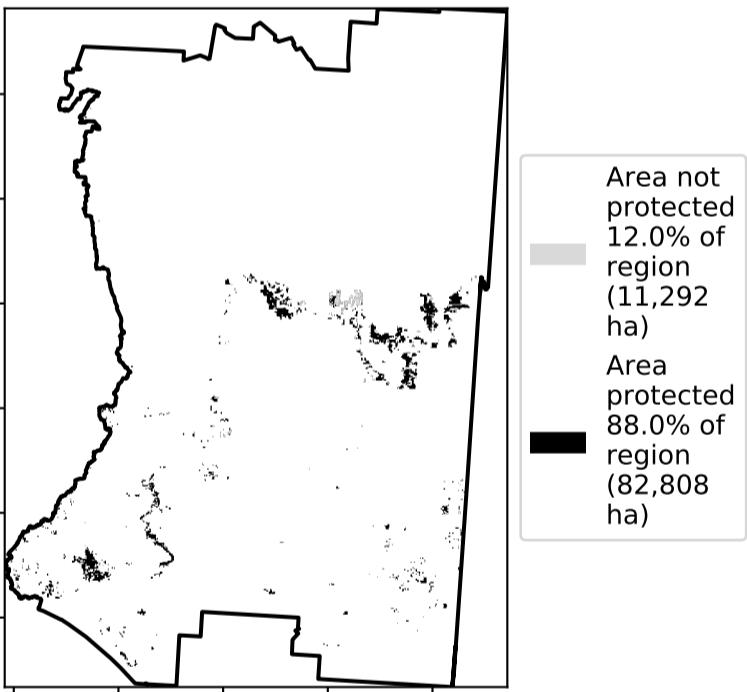 Area not
protected
12.0% of
region
(11,292
ha)
Area
protected
88.0% of
region
(82,808
ha)